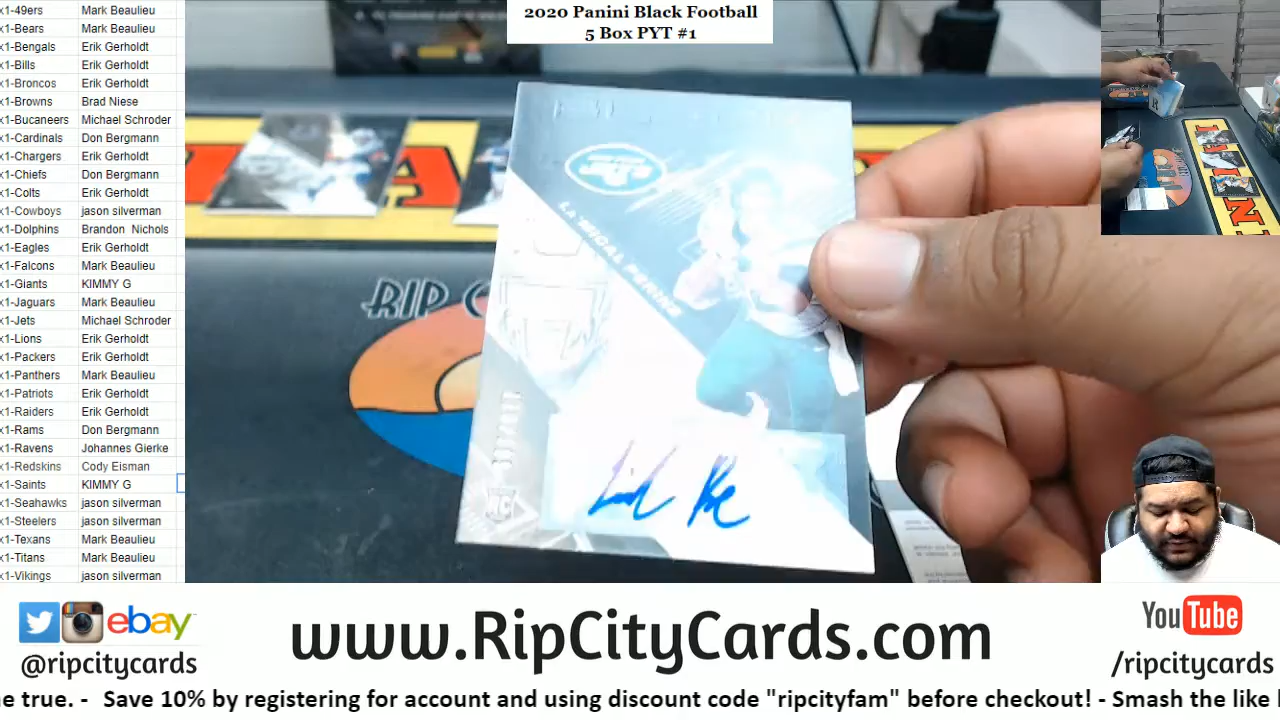 2020 Panini Black Football
5 Box PYT #1
x1-49ers Mark Beaulieu
x1-Bears Mark Beaulieu
x1-Bengals Erik Gerholdt
x1-Bills Erik Gerholdt
x1-Broncos Erik Gerholdt
x1-Browns Brad Niese
x1-Bucaneers Michael Schroder
x1-Cardinals Don Bergmann
x1-Chargers Erik Gerholdt
x1-Chiefs Don Bergmann
x1-Colts Erik Gerholdt
x1-Cowboys jason silverman
x1-Dolphins Brandon Nichols
x1-Eagles Erik Gerholdt
x1-Falcons Mark Beaulieu
x1-Giants KIMMY G
x1-Jaguars Mark Beaulieu
x1-Jets Michael Schroder
x1-Lions Erik Gerholdt
x1-Packers Erik Gerholdt
x1-Panthers Mark Beaulieu
x1-Patriots Erik Gerholdt
x1-Raiders Erik Gerholdt
x1-Rams Don Bergmann
x1-Ravens Johannes Gierke
x1-Redskins Cody Eisman
x1-Saints KIMMY G
x1-Seahawks jason silverman
x1-Steelers jason silverman
x1-Texans Mark Beaulieu
x1-Titans Mark Beaulieu
x1-Vikings jason silverman
LA'MICAL PERINE
RIP C
ebay
@ripcitycards
www.RipCityCards.com
YouTube
/ripcitycards
e true. - Save 10% by registering for account and using discount code "ripcityfam" before checkout! - Smash the like